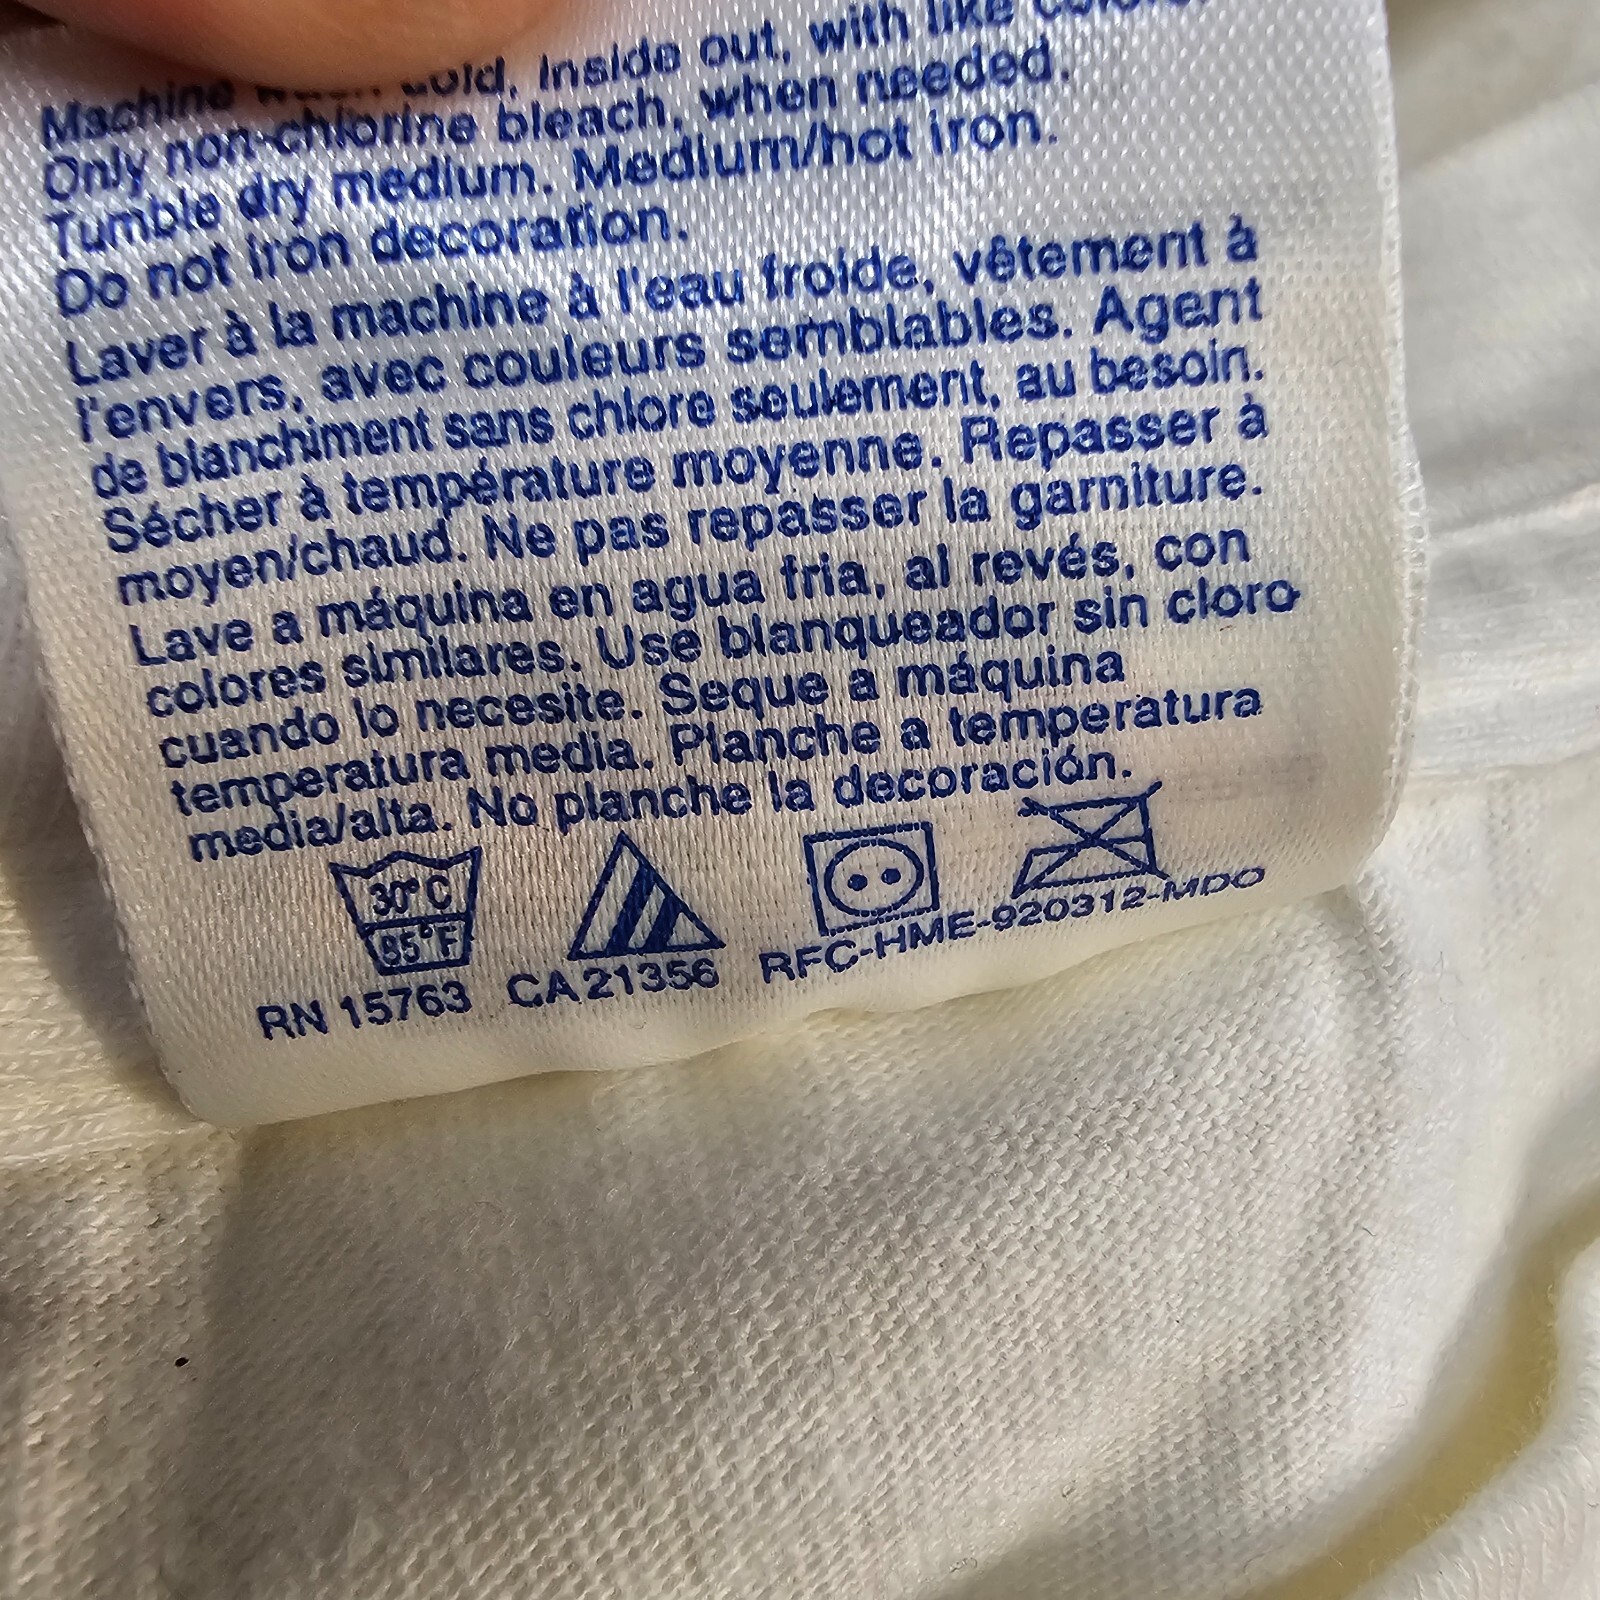 Machine wash cold, inside out, with like colors.
Only non-chlorine bleach, when needed.
Tumble dry medium. Medium/hot iron.
Do not iron decoration.
Laver à la machine à l'eau froide, vêtement à
l'envers, avec couleurs semblables. Agent
de blanchiment sans chlore seulement, au besoin.
Sécher à température moyenne. Repasser à
moyen/chaud. Ne pas repasser la garniture.
Lave a máquina en agua fria, al revés, con
colores similares. Use blanqueador sin cloro
cuando lo necesite. Seque a máquina
temperatura media. Planche a temperatura
media/alta. No planche la decoración.
30°C
85°F
RN 15763 CA 21356 RFC-HME-920312-MDO